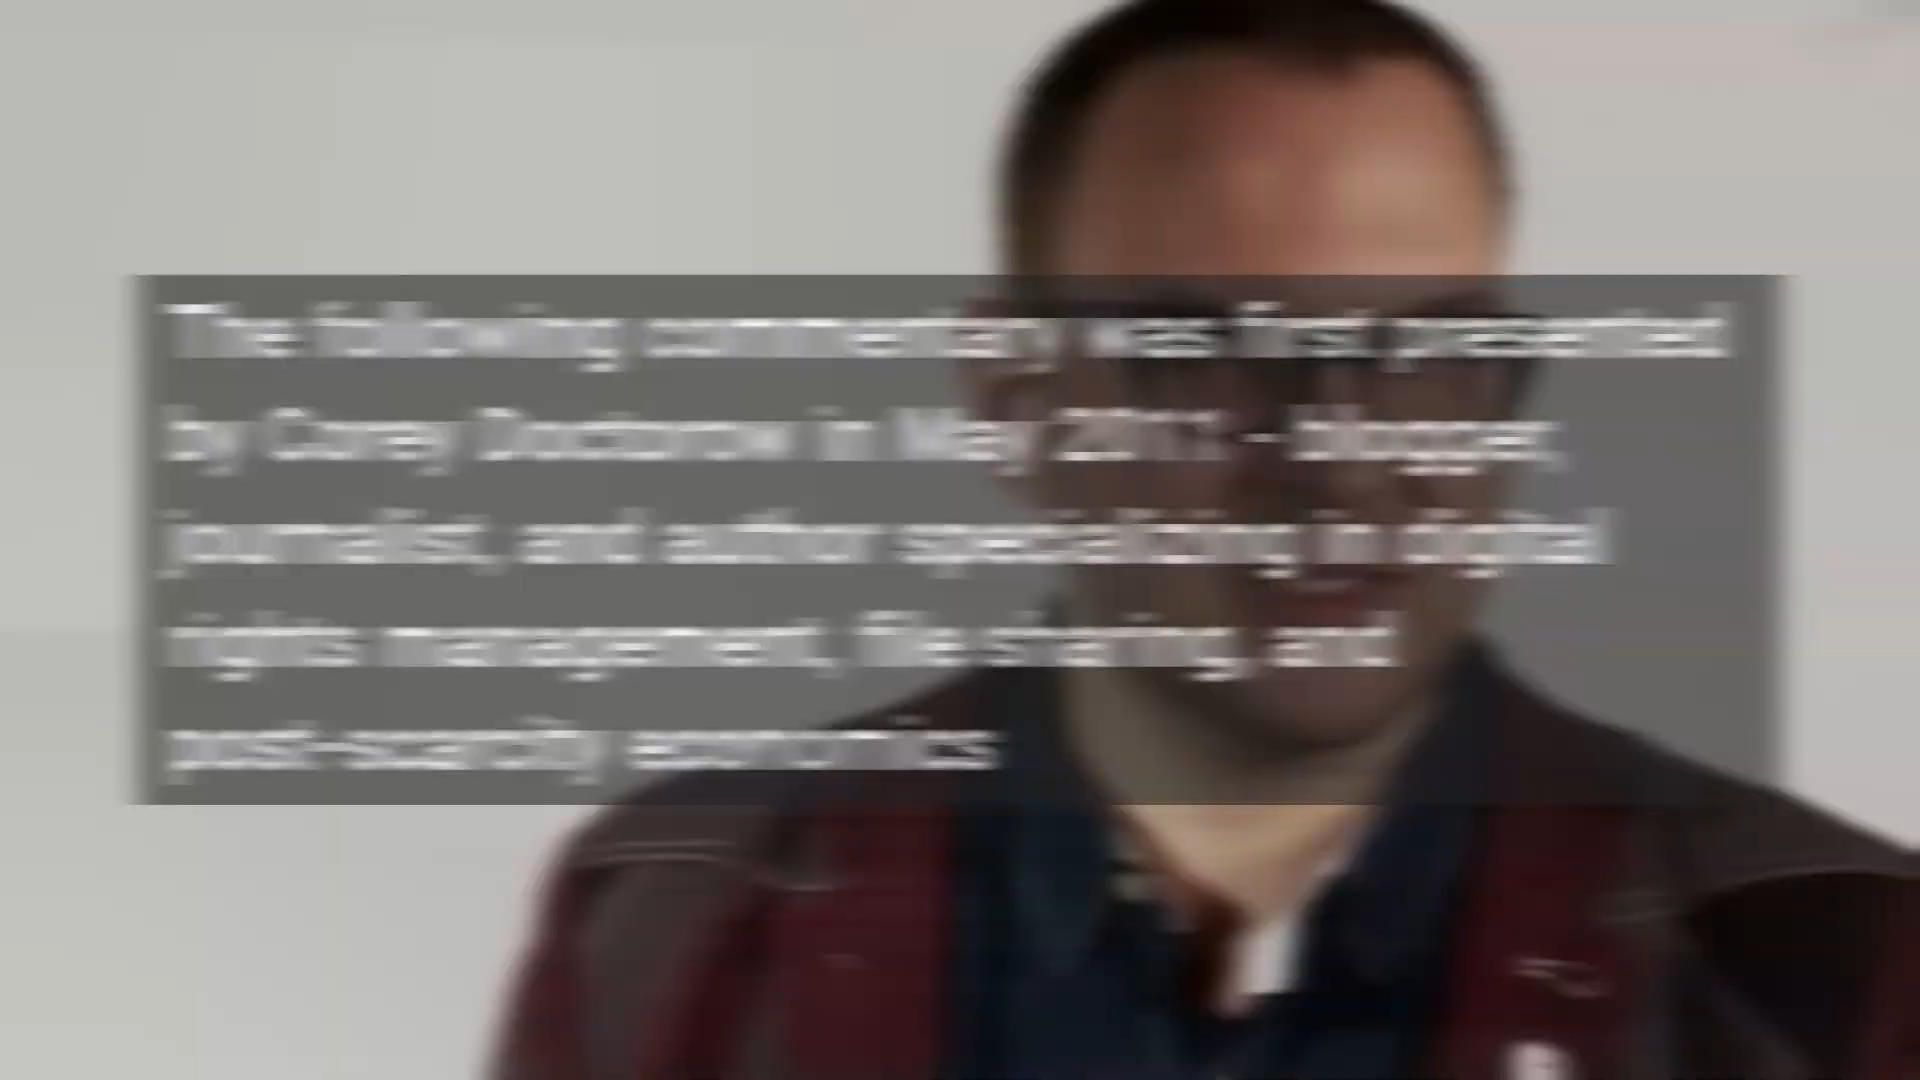 The following commentary was first presented
by Corey Doctorow in May - blogger,
journalist, and author specializing in digital
rights management, file sharing, and
post-scarcity economics